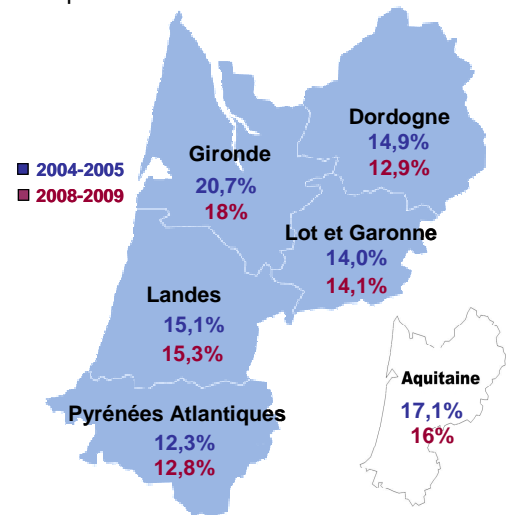 Dordogne
14,9%
12,9%
Gironde
20,7%
18%
2004-2005
2008-2009
Lot et Garonne
14,0%
14,1%
Landes
15,1%
15,3%
Aquitaine
17,1%
16%
Pyrénées Atlantiques
12,3%
12,8%